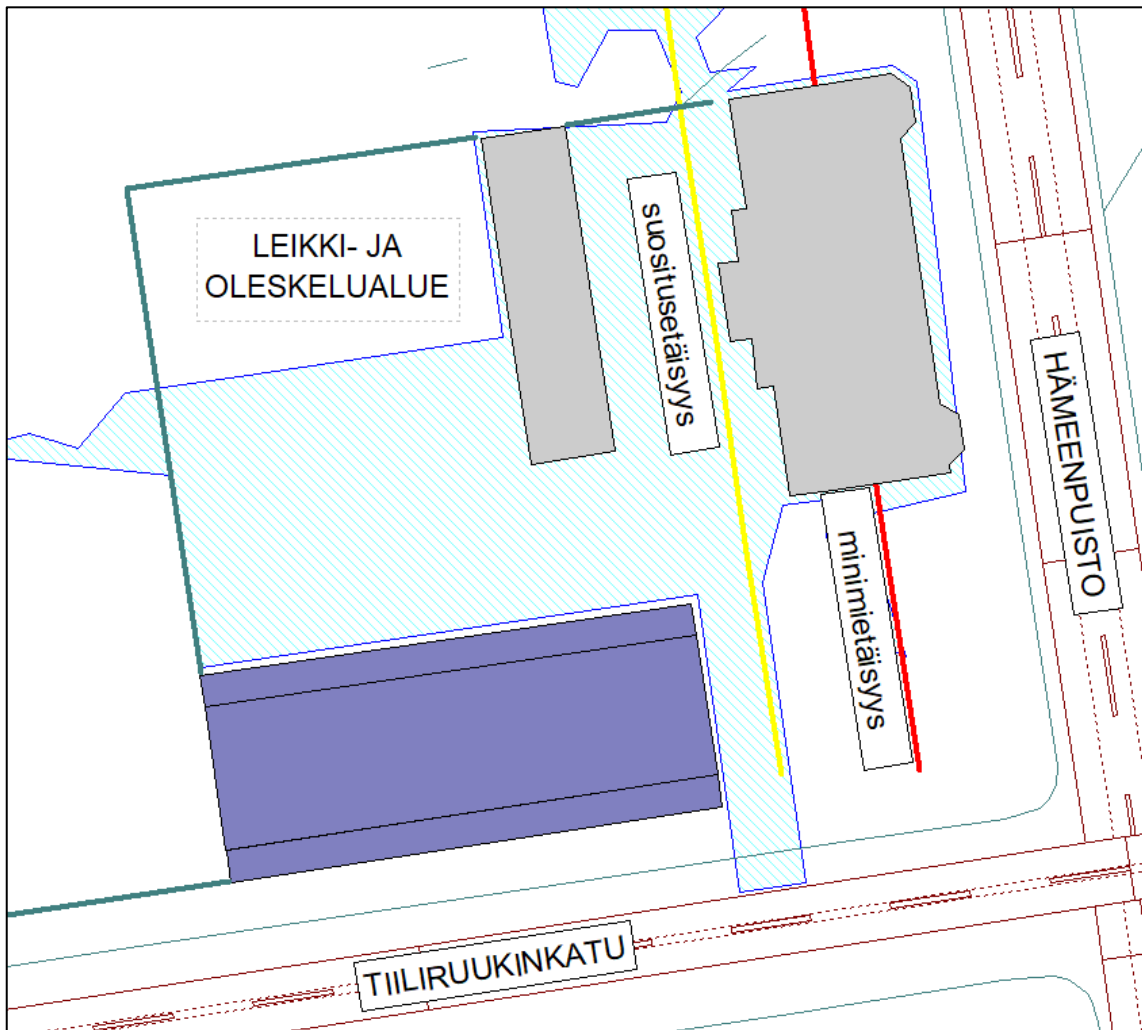 LEIKKI- JA
OLESKELUALUE
suositusetäisyys
minimietäisyys
HÄMEENPUISTO
TIILIRUUKINKATU